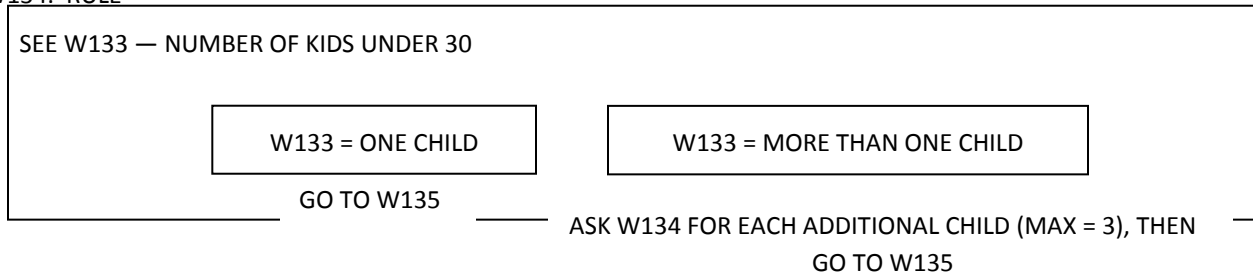 SEE W133 — NUMBER OF KIDS UNDER 30
W133 = ONE CHILD
W133 = MORE THAN ONE CHILD
GO TO W135
ASK W134 FOR EACH ADDITIONAL CHILD (MAX = 3), THEN
GO TO W135